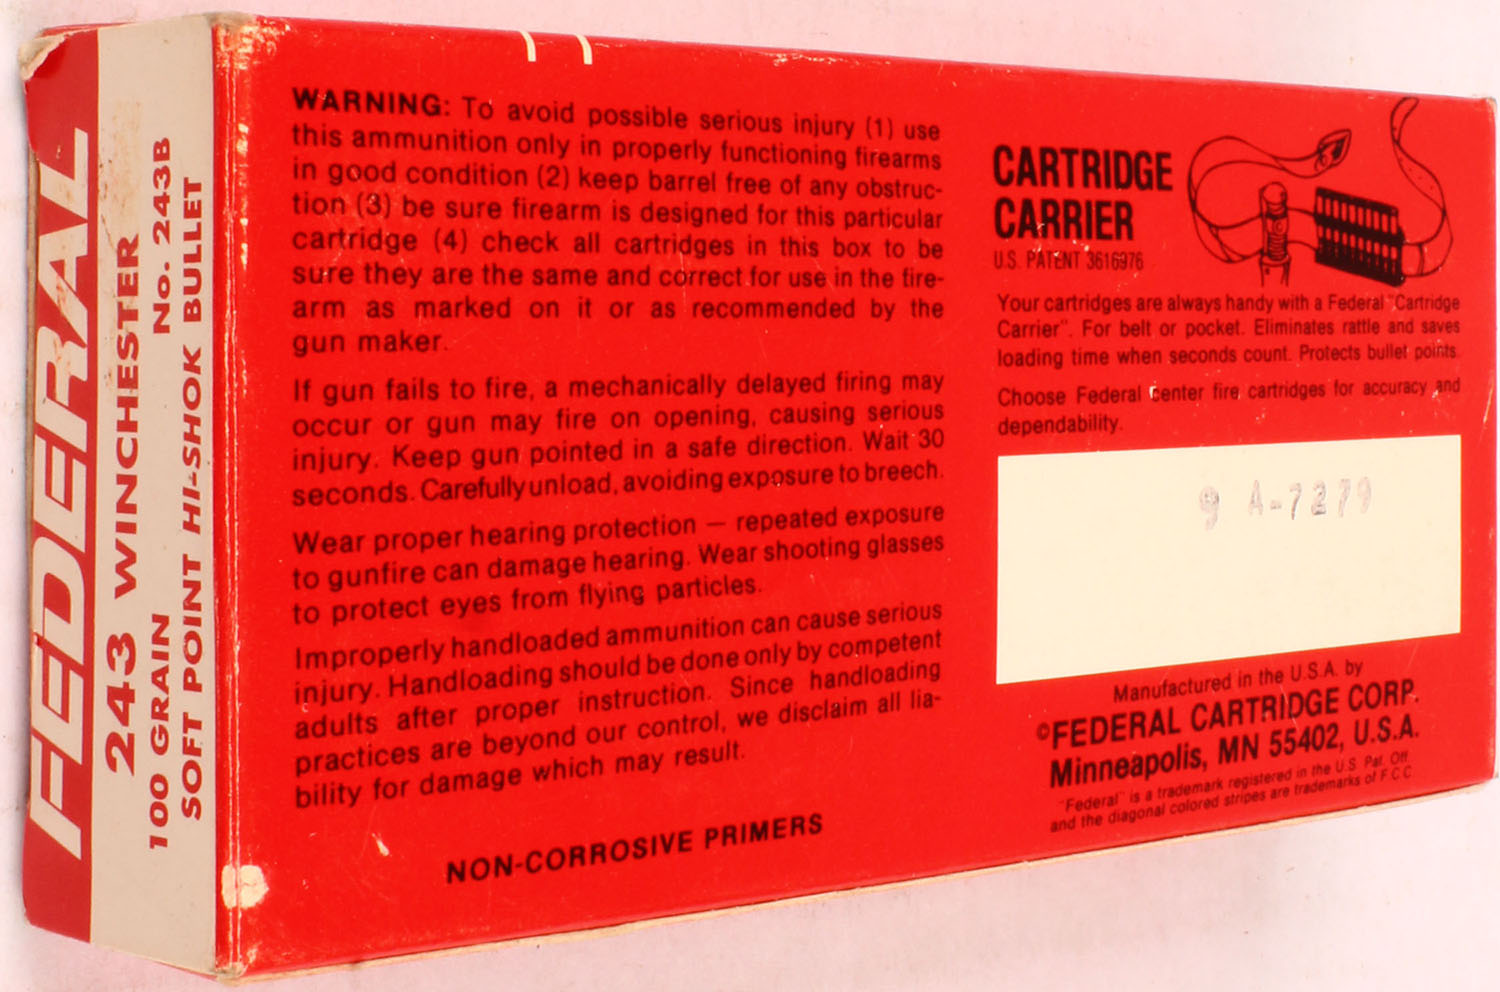 FEDERAL
243 WINCHESTER
100 GRAIN No. 243B
SOFT POINT HI-SHOK BULLET
WARNING: To avoid possible serious injury (1) use
this ammunition only in properly functioning firearms
in good condition (2) keep barrel free of any obstruc-
tion (3) be sure firearm is designed for this particular
cartridge (4) check all cartridges in this box to be
sure they are the same and correct for use in the fire-
arm as marked on it or as recommended by the
gun maker.
If gun fails to fire, a mechanically delayed firing may
occur or gun may fire on opening, causing serious
injury. Keep gun pointed in a safe direction. Wait 30
seconds. Carefully unload, avoiding exposure to breech.
Wear proper hearing protection — repeated exposure
to gunfire can damage hearing. Wear shooting glasses
to protect eyes from flying particles.
Improperly handloaded ammunition can cause serious
injury. Handloading should be done only by competent
adults after proper instruction. Since handloading
practices are beyond our control, we disclaim all lia-
bility for damage which may result.
NON-CORROSIVE PRIMERS
CARTRIDGE
CARRIER
U.S. PATENT 3616976
Your cartridges are always handy with a Federal "Cartridge
Carrier". For belt or pocket. Eliminates rattle and saves
loading time when seconds count. Protects bullet points.
Choose Federal center fire cartridges for accuracy and
dependability.
9 A-7279
Manufactured in the U.S.A. by
©FEDERAL CARTRIDGE CORP.
Minneapolis, MN 55402, U.S.A.
"Federal" is a trademark registered in the U.S. Pat. Off.
and the diagonal colored stripes are trademarks of F.C.C.